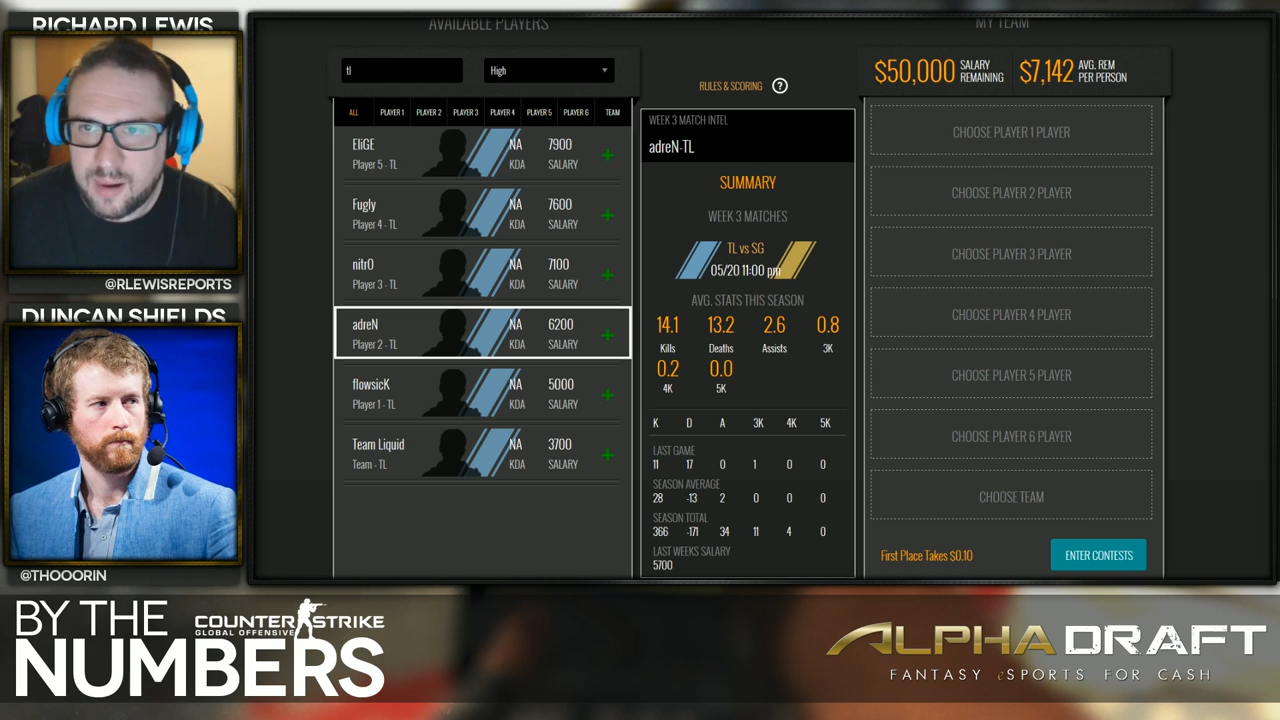 RICHARD LEWIS
@RLEWISREPORTS
DUNCAN SHIELDS
@THOOORIN
AVAILABLE PLAYERS
tl
High
ALL PLAYER 1 PLAYER 2 PLAYER 3 PLAYER 4 PLAYER 5 PLAYER 6 TEAM
EliGE NA 7900
Player 5 - TL KDA SALARY
Fugly NA 7600
Player 4 - TL KDA SALARY
nitr0 NA 7100
Player 3 - TL KDA SALARY
adreN NA 6200
Player 2 - TL KDA SALARY
flowsicK NA 5000
Player 1 - TL KDA SALARY
Team Liquid NA 3700
Team - TL KDA SALARY
RULES & SCORING ?
WEEK 3 MATCH INTEL
adreN-TL
SUMMARY
WEEK 3 MATCHES
TL vs SG
05/20 11:00 pm
AVG. STATS THIS SEASON
14.1 13.2 2.6 0.8
Kills Deaths Assists 3K
0.2 0.0
4K 5K
K D A 3K 4K 5K
LAST GAME
11 17 0 1 0 0
SEASON AVERAGE
28 -13 2 0 0 0
SEASON TOTAL
366 -171 34 11 4 0
LAST WEEKS SALARY
5700
MY TEAM
$50,000 SALARY REMAINING $7,142 AVG. REM PER PERSON
CHOOSE PLAYER 1 PLAYER
CHOOSE PLAYER 2 PLAYER
CHOOSE PLAYER 3 PLAYER
CHOOSE PLAYER 4 PLAYER
CHOOSE PLAYER 5 PLAYER
CHOOSE PLAYER 6 PLAYER
CHOOSE TEAM
First Place Takes $0.10 ENTER CONTESTS
BY THE
NUMBERS
COUNTER STRIKE
GLOBAL OFFENSIVE
ALPHADRAFT
FANTASY eSPORTS FOR CASH